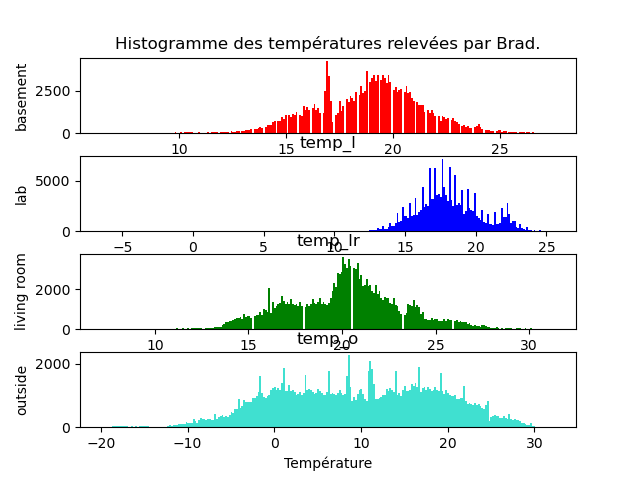 Histogramme des températures relevées par Brad.
basement
2500
0
10 15 20 25
temp_l
lab
5000
0
−5 0 5 10 15 20 25
temp_lr
living room
2000
0
10 15 20 25 30
temp_o
outside
2000
0
−20 −10 0 10 20 30
Température